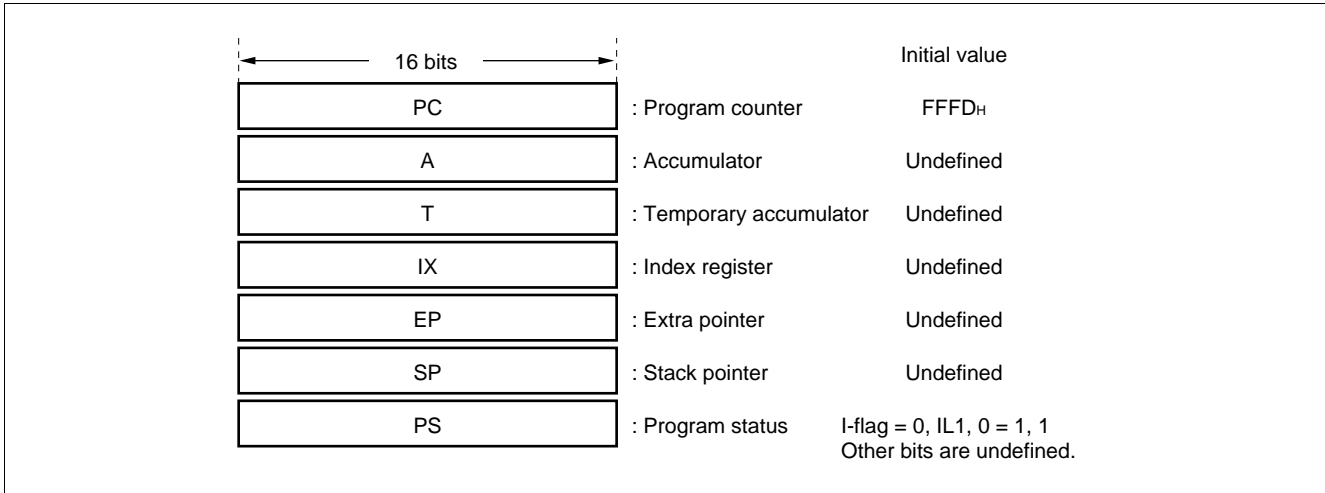 16 bits Initial value
PC : Program counter FFFDH
A : Accumulator Undefined
T : Temporary accumulator Undefined
IX : Index register Undefined
EP : Extra pointer Undefined
SP : Stack pointer Undefined
PS : Program status I-flag = 0, IL1, 0 = 1, 1
Other bits are undefined.